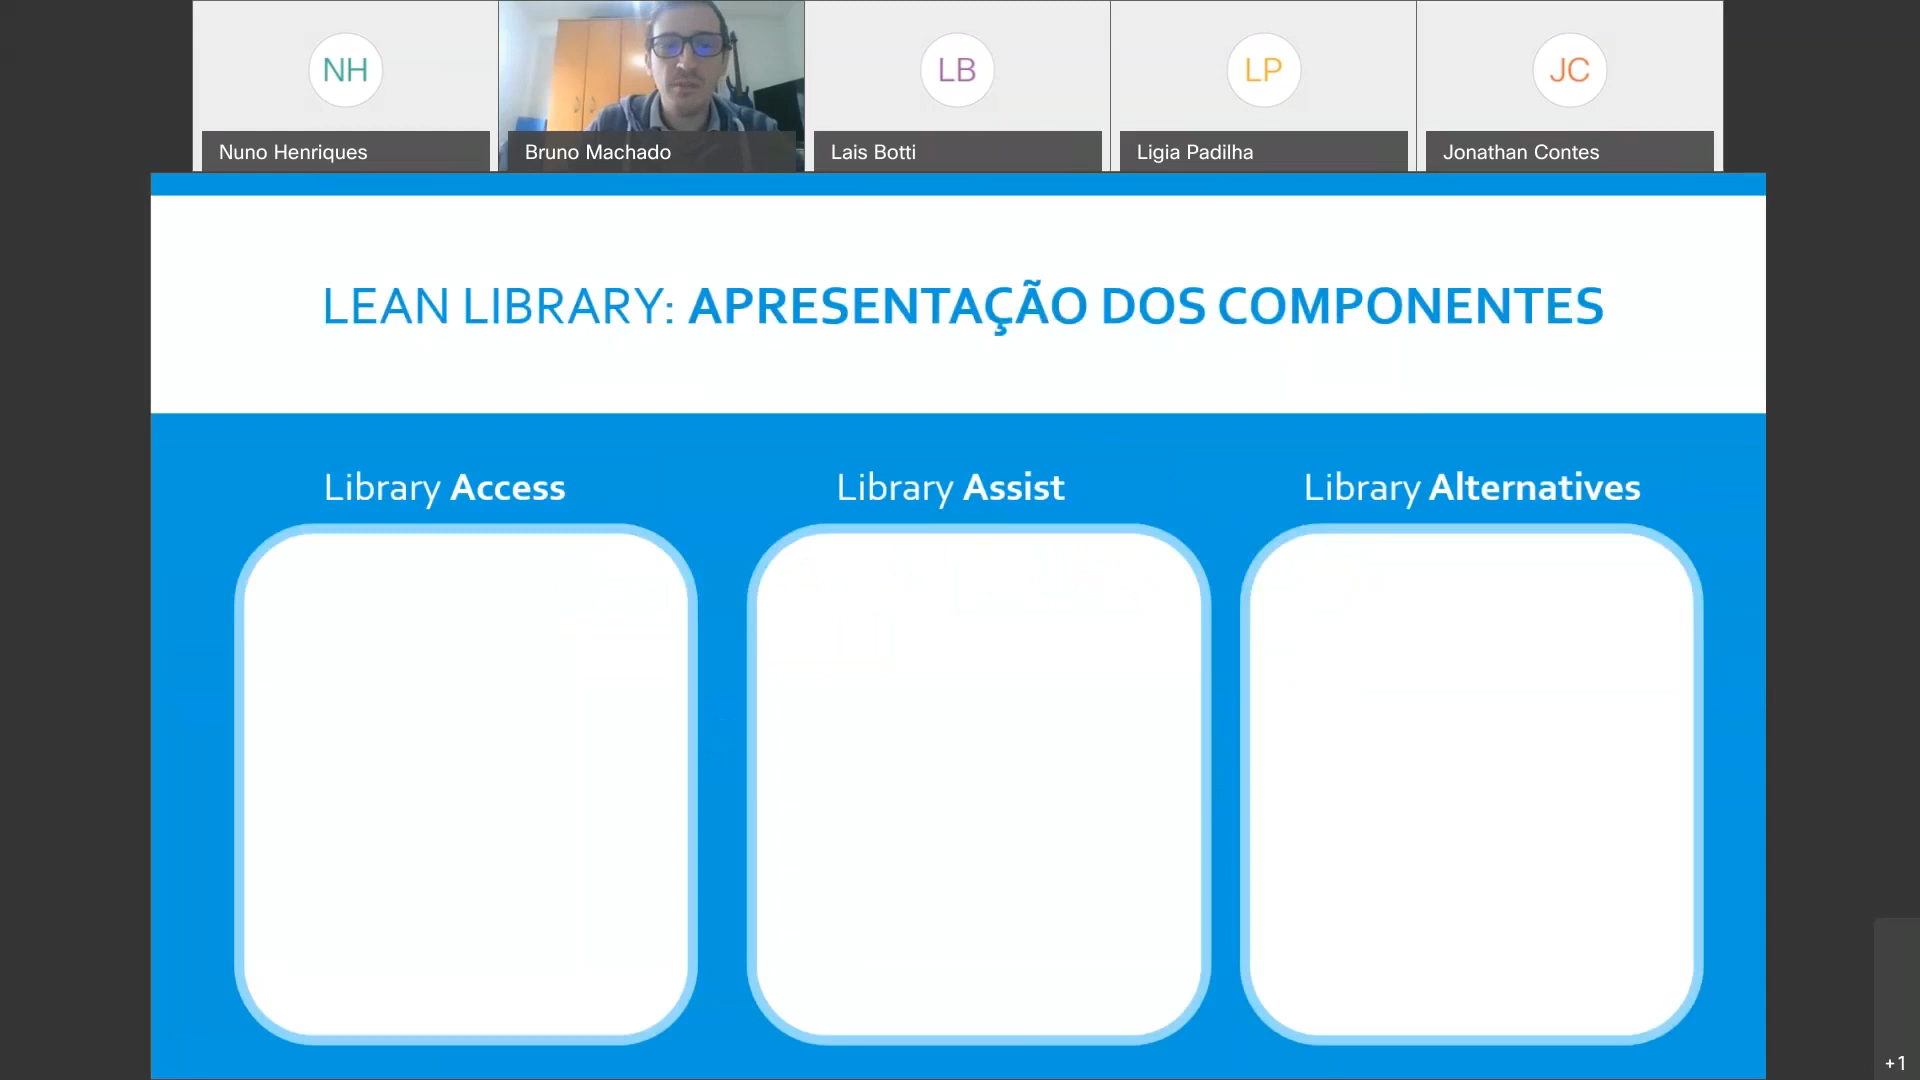 NH
LB
LP
JC
Nuno Henriques
Bruno Machado
Lais Botti
Ligia Padilha
Jonathan Contes
LEAN LIBRARY: APRESENTAÇÃO DOS COMPONENTES
Library Access
Library Assist
Library Alternatives
+1